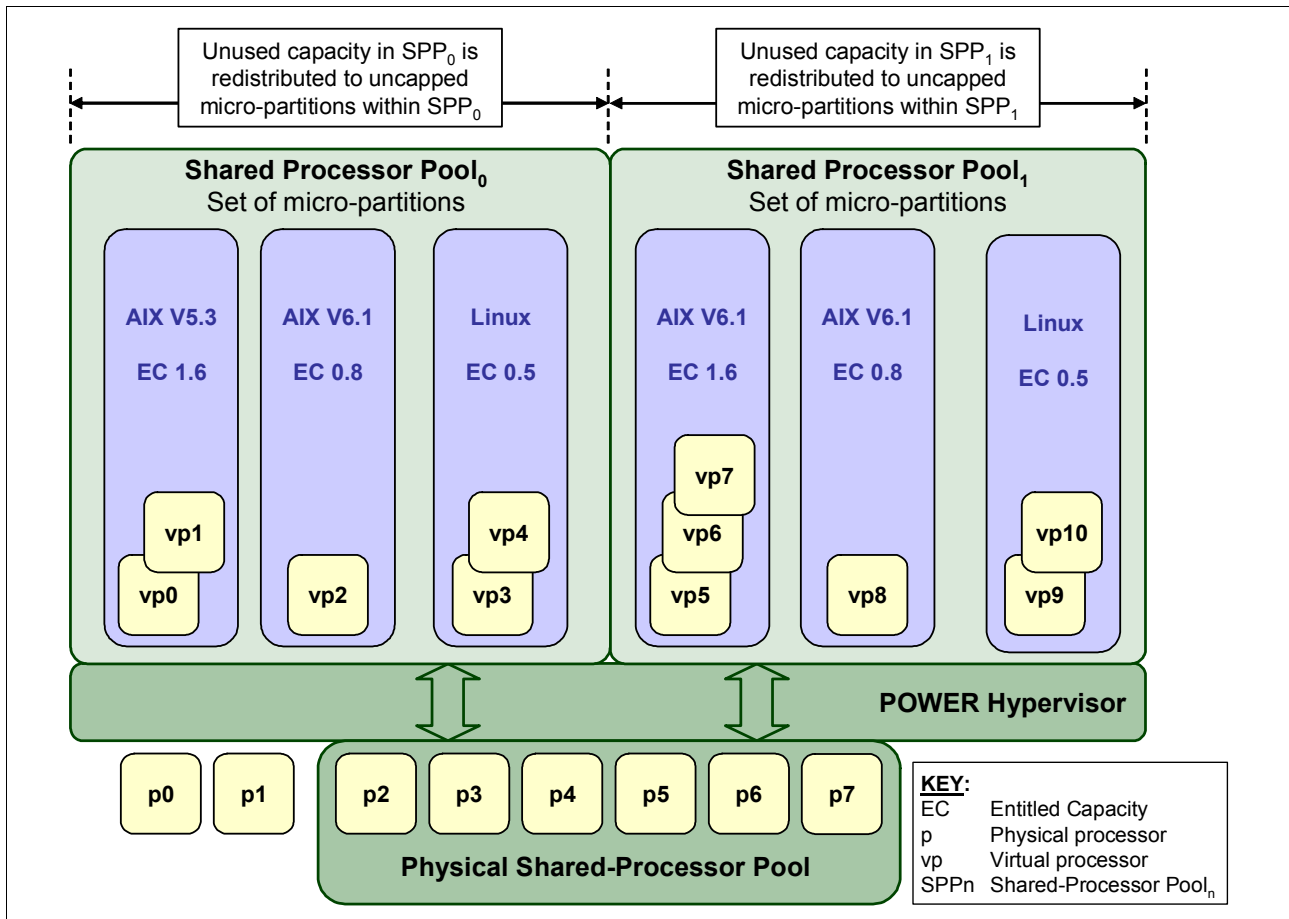 Unused capacity in SPP0 is
redistributed to uncapped
micro-partitions within SPP0
Unused capacity in SPP1 is
redistributed to uncapped
micro-partitions within SPP1
Shared Processor Pool0
Set of micro-partitions
Shared Processor Pool1
Set of micro-partitions
AIX V5.3
EC 1.6
AIX V6.1
EC 0.8
Linux
EC 0.5
AIX V6.1
EC 1.6
AIX V6.1
EC 0.8
Linux
EC 0.5
vp1
vp0
vp2
vp4
vp3
vp7
vp6
vp5
vp8
vp10
vp9
POWER Hypervisor
p0
p1
p2
p3
p4
p5
p6
p7
Physical Shared-Processor Pool
KEY:
EC Entitled Capacity
p Physical processor
vp Virtual processor
SPPn Shared-Processor Pooln